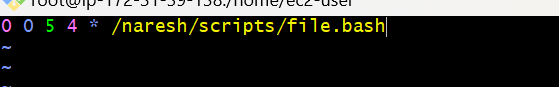 root@ip-172-31-39-138:/home/ec2-user
0 0 5 4 * /naresh/scripts/file.bash
~
~
~